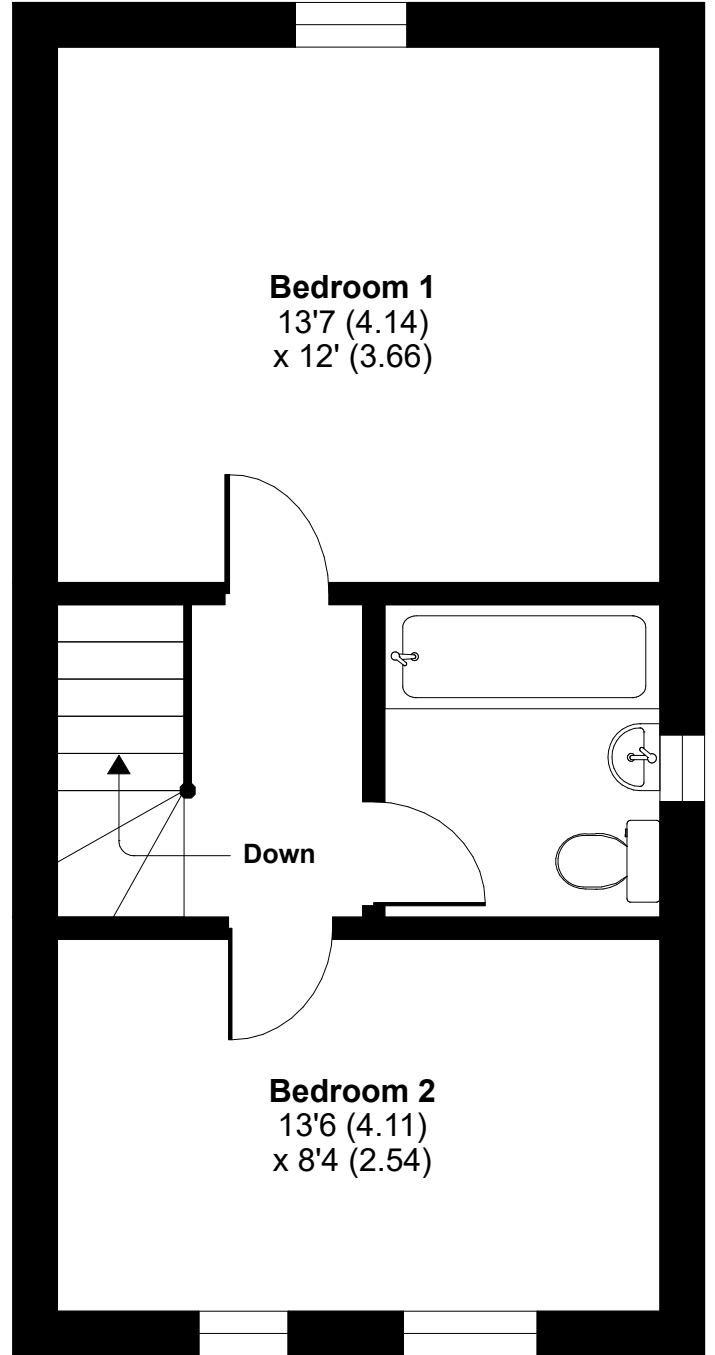 Bedroom 1
13'7 (4.14)
x 12' (3.66)
Down
Bedroom 2
13'6 (4.11)
x 8'4 (2.54)